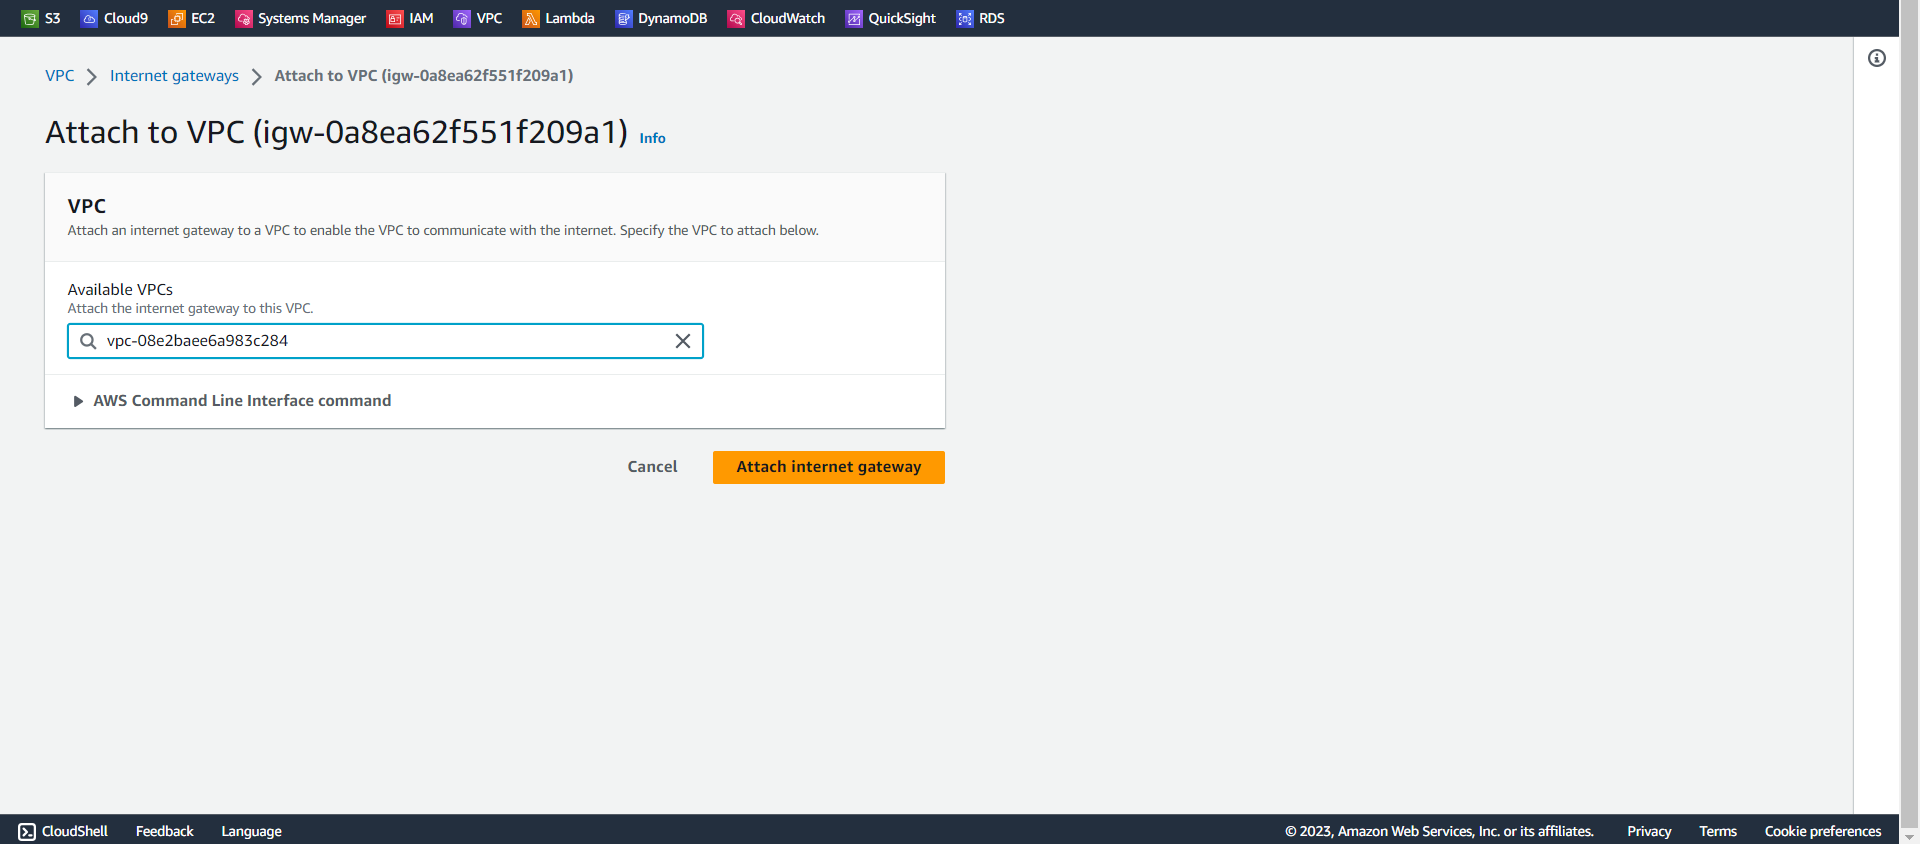 S3 Cloud9 EC2 Systems Manager IAM VPC Lambda DynamoDB CloudWatch QuickSight RDS
VPC Internet gateways Attach to VPC (igw-0a8ea62f551f209a1)
Attach to VPC (igw-0a8ea62f551f209a1) Info
VPC
Attach an internet gateway to a VPC to enable the VPC to communicate with the internet. Specify the VPC to attach below.
Available VPCs
Attach the internet gateway to this VPC.
vpc-08e2baee6a983c284
AWS Command Line Interface command
Cancel Attach internet gateway
CloudShell Feedback Language © 2023, Amazon Web Services, Inc. or its affiliates. Privacy Terms Cookie preferences